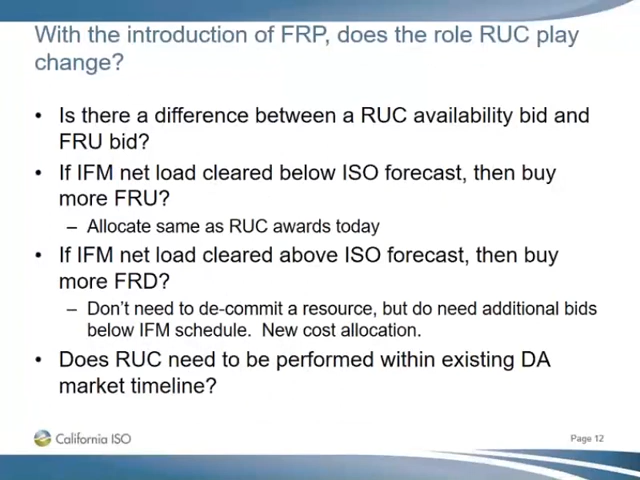 With the introduction of FRP, does the role RUC play
change?
• Is there a difference between a RUC availability bid and
FRU bid?
• If IFM net load cleared below ISO forecast, then buy
more FRU?
– Allocate same as RUC awards today
• If IFM net load cleared above ISO forecast, then buy
more FRD?
– Don't need to de-commit a resource, but do need additional bids
below IFM schedule.  New cost allocation.
• Does RUC need to be performed within existing DA
market timeline?
California ISO
Page 12